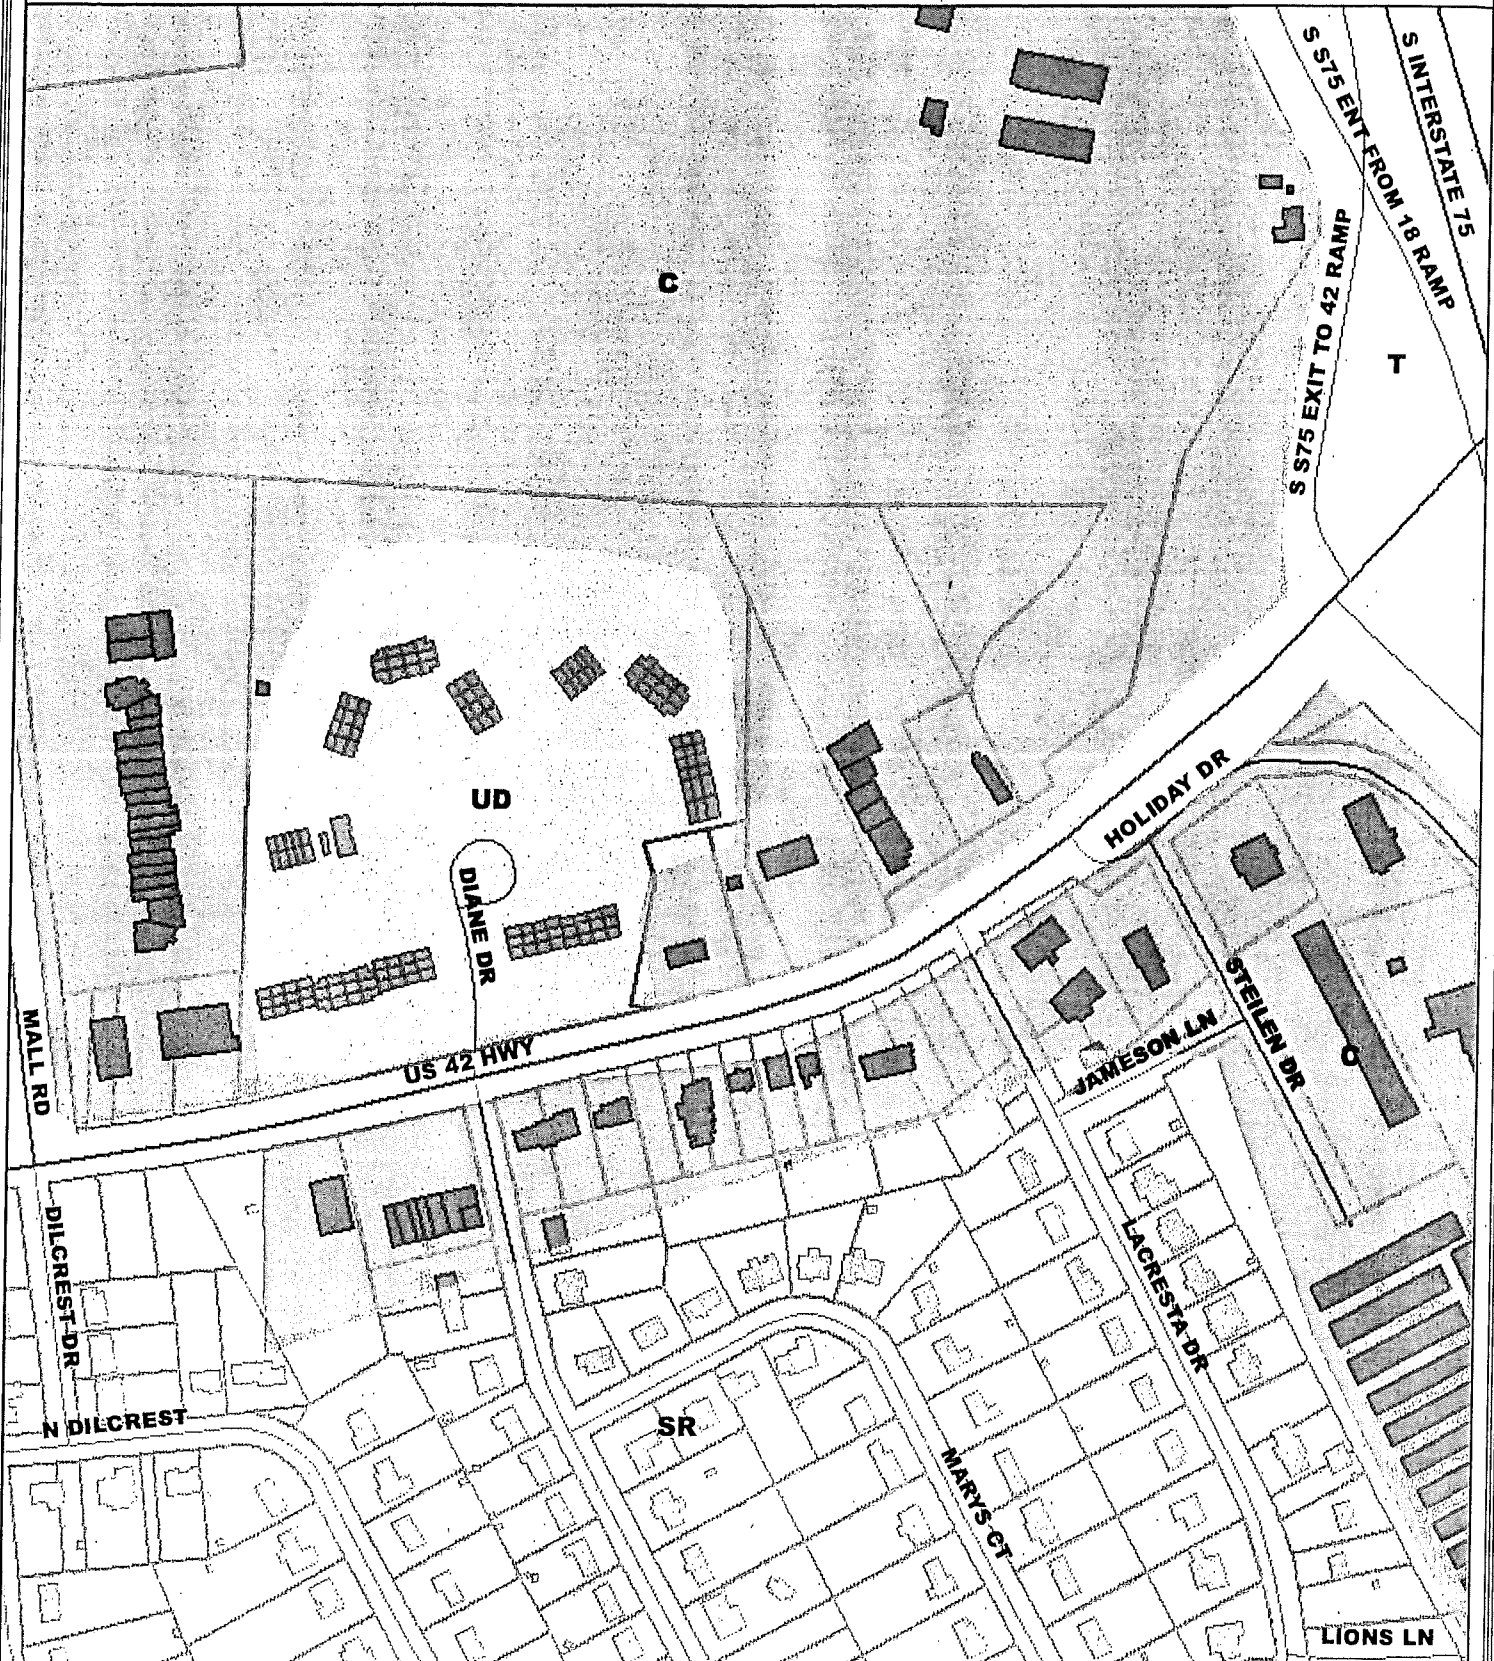 S S75 ENT FROM 18 RAMP
S INTERSTATE 75
C
S S75 EXIT TO 42 RAMP
T
UD
HOLIDAY DR
DIANE DR
MALL RD
US 42 HWY
STEILEN DR
JAMESON LN
C
DILCREST DR
LACRESTA DR
N DILCREST
SR
MARYS CT
LIONS LN